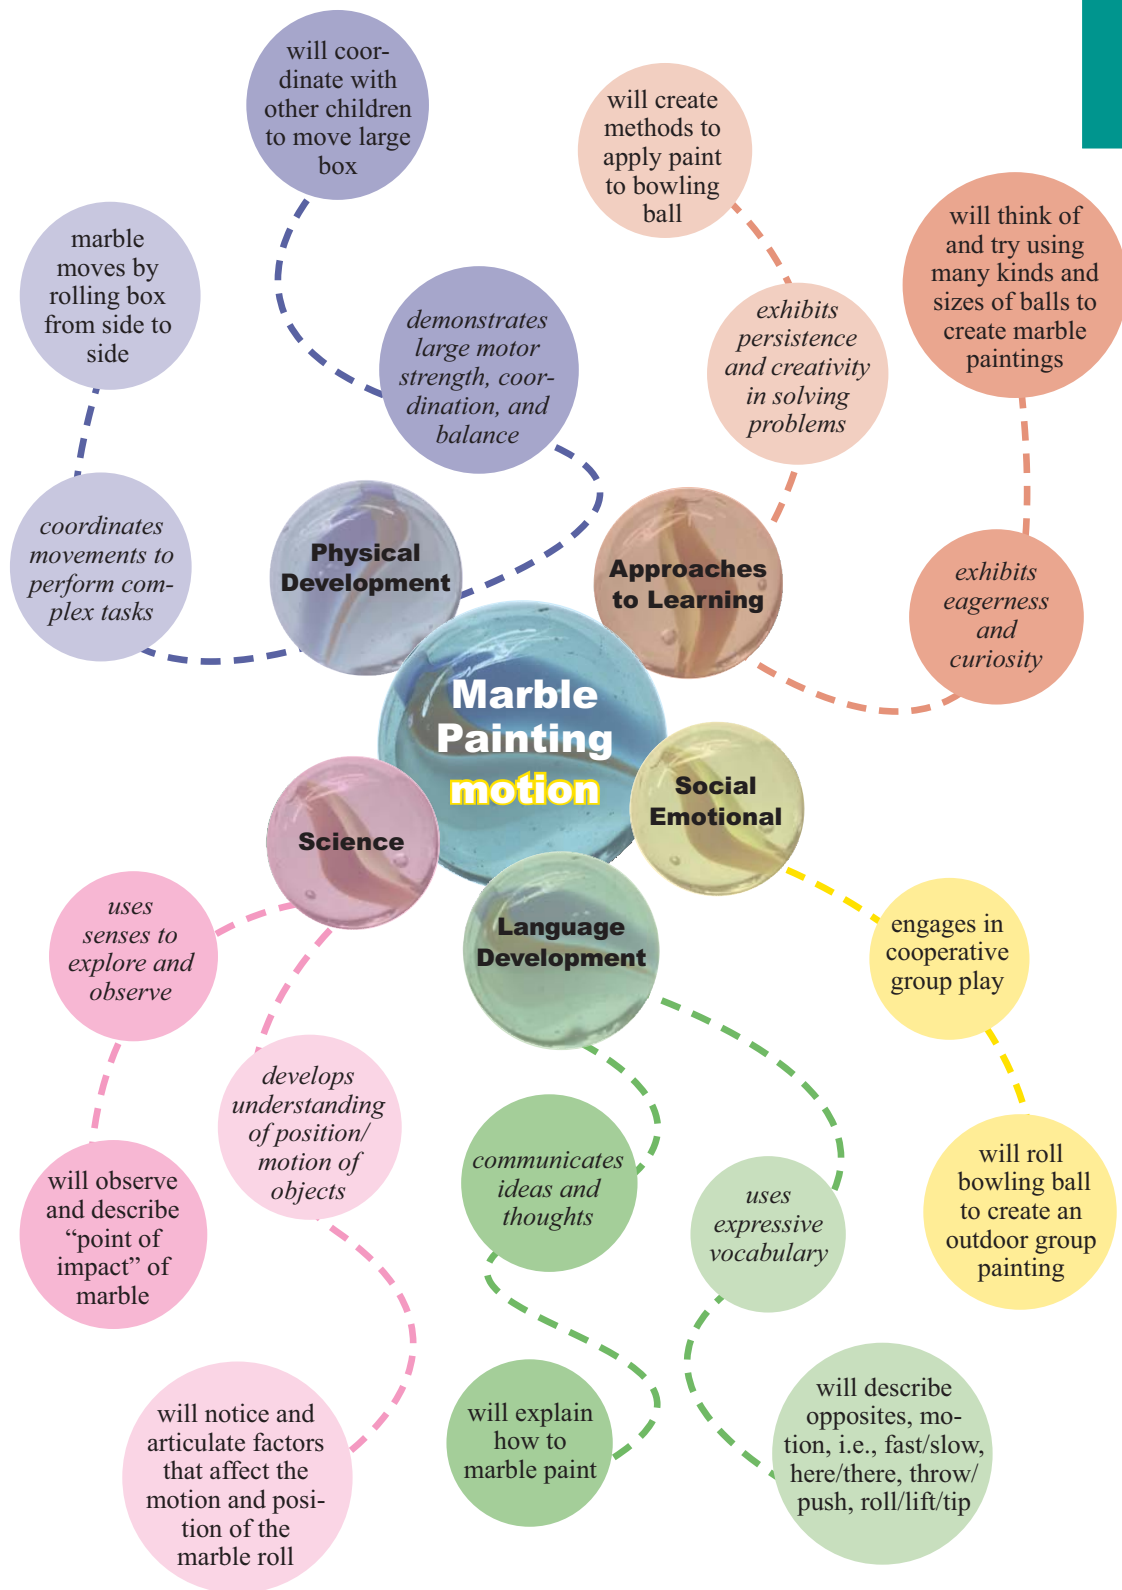 will coor-
dinate with
other children
to move large
box
will create
methods to
apply paint
to bowling
ball
will think of
and try using
many kinds and
sizes of balls to
create marble
paintings
marble
moves by
rolling box
from side to
side
demonstrates
large motor
strength, coor-
dination, and
balance
exhibits
persistence
and creativity
in solving
problems
coordinates
movements to
perform com-
plex tasks
Physical
Development
Approaches
to Learning
exhibits
eagerness
and
curiosity
Marble
Painting
motion
Science
Social
Emotional
Language
Development
uses
senses to
explore and
observe
engages in
cooperative
group play
develops
understanding
of position/
motion of
objects
communicates
ideas and
thoughts
uses
expressive
vocabulary
will observe
and describe
“point of
impact” of
marble
will roll
bowling ball
to create an
outdoor group
painting
will notice and
articulate factors
that affect the
motion and posi-
tion of the
marble roll
will explain
how to
marble paint
will describe
opposites, mo-
tion, i.e., fast/slow,
here/there, throw/
push, roll/lift/tip